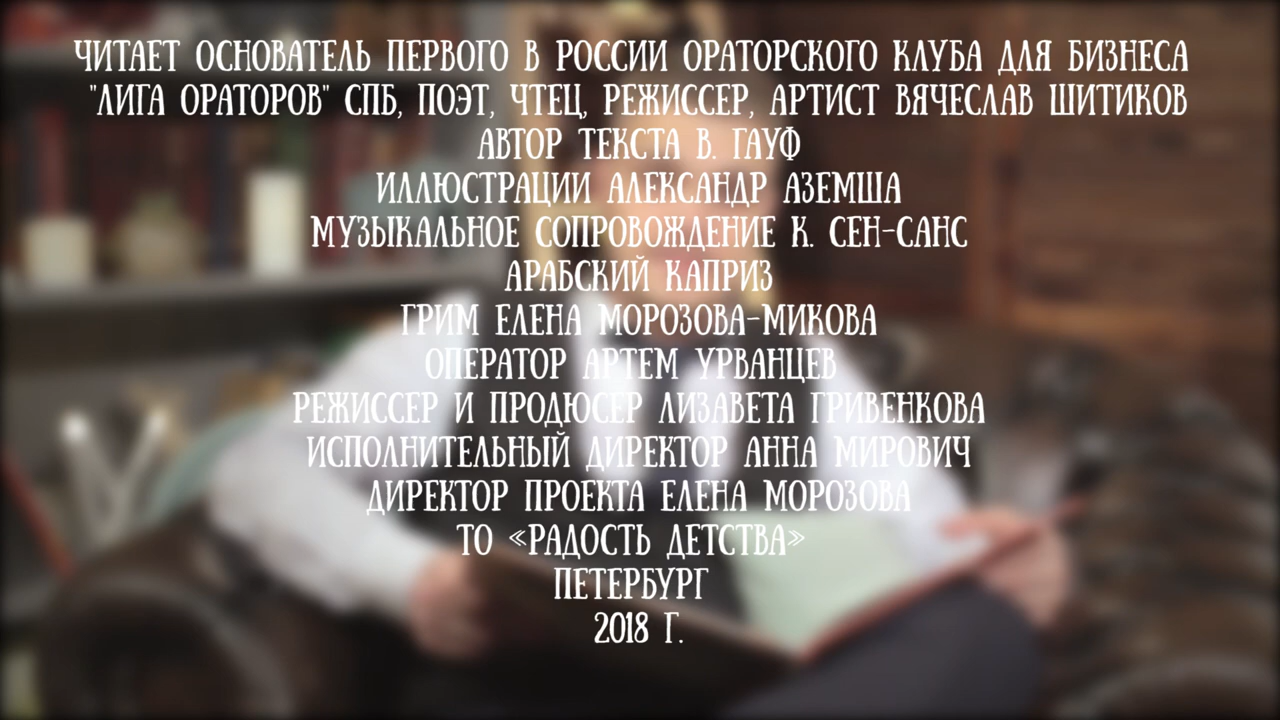 ЧИТАЕТ ОСНОВАТЕЛЬ ПЕРВОГО В РОССИИ ОРАТОРСКОГО КЛУБА ДЛЯ БИЗНЕСА
"ЛИГА ОРАТОРОВ" СПБ, ПОЭТ, ЧТЕЦ, РЕЖИССЕР, АРТИСТ ВЯЧЕСЛАВ ШИТИКОВ
АВТОР ТЕКСТА В. ГАУФ
ИЛЛЮСТРАЦИИ АЛЕКСАНДР АЗЕМША
МУЗЫКАЛЬНОЕ СОПРОВОЖДЕНИЕ К. СЕН-САНС
АРАБСКИЙ КАПРИЗ
ГРИМ ЕЛЕНА МОРОЗОВА-МИКОВА
ОПЕРАТОР АРТЕМ УРВАНЦЕВ
РЕЖИССЕР И ПРОДЮСЕР ЛИЗАВЕТА ГРИВЕНКОВА
ИСПОЛНИТЕЛЬНЫЙ ДИРЕКТОР АННА МИРОВИЧ
ДИРЕКТОР ПРОЕКТА ЕЛЕНА МОРОЗОВА
ТО «РАДОСТЬ ДЕТСТВА»
ПЕТЕРБУРГ
2018 Г.